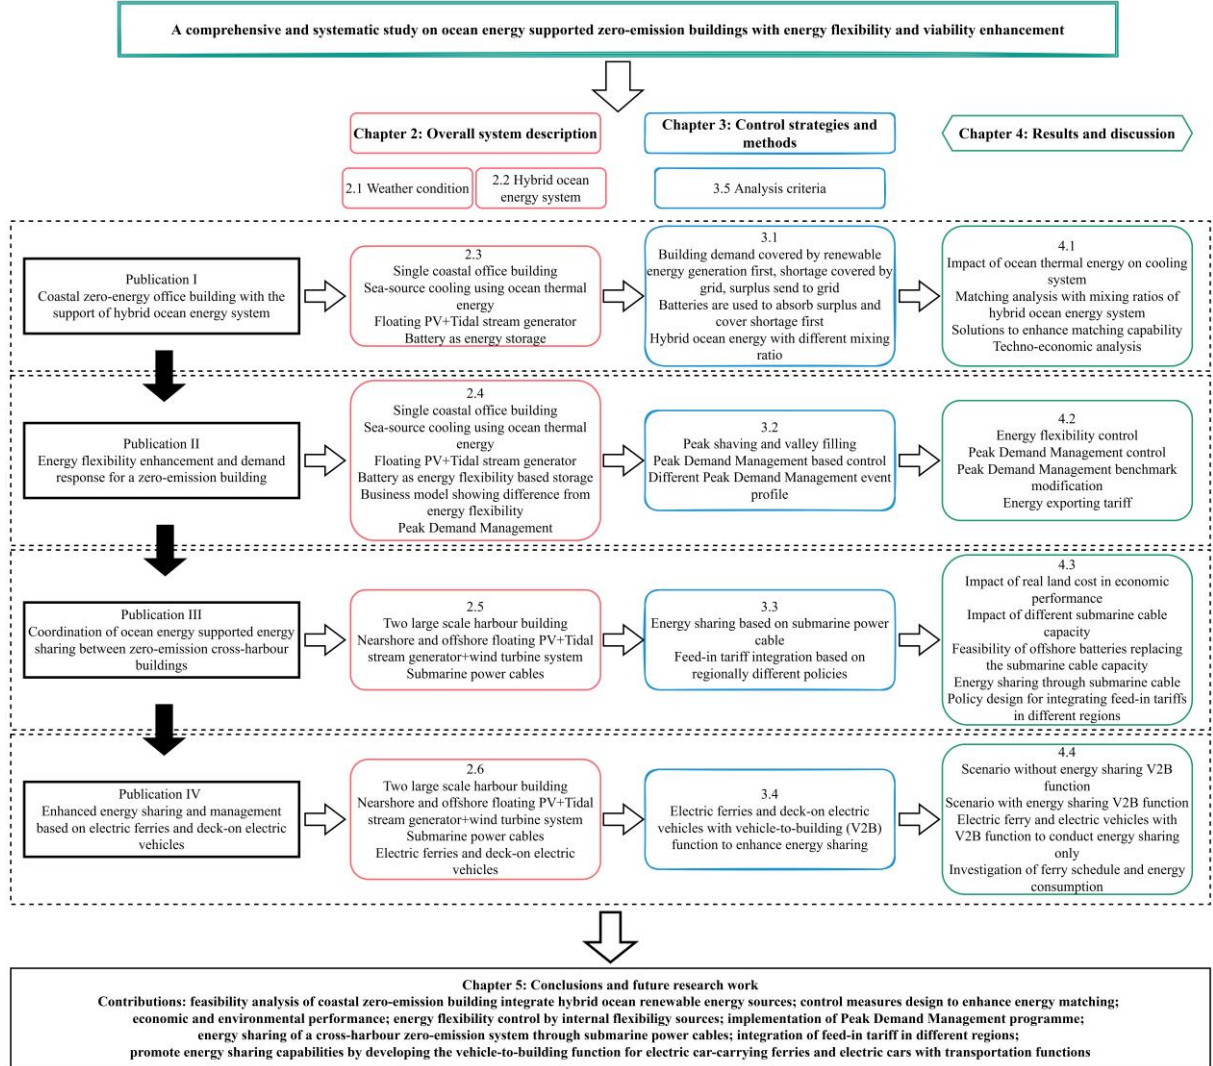 A comprehensive and systematic study on ocean energy supported zero-emission buildings with energy flexibility and viability enhancement
Chapter 2: Overall system description
Chapter 3: Control strategies and
methods
Chapter 4: Results and discussion
2.1 Weather condition
2.2 Hybrid ocean
energy system
3.5 Analysis criteria
Publication I
Coastal zero-energy office building with the
support of hybrid ocean energy system
2.3
Single coastal office building
Sea-source cooling using ocean thermal
energy
Floating PV+Tidal stream generator
Battery as energy storage
3.1
Building demand covered by renewable
energy generation first, shortage covered by
grid, surplus send to grid
Batteries are used to absorb surplus and
cover shortage first
Hybrid ocean energy with different mixing
ratio
4.1
Impact of ocean thermal energy on cooling
system
Matching analysis with mixing ratios of
hybrid ocean energy system
Solutions to enhance matching capability
Techno-economic analysis
Publication II
Energy flexibility enhancement and demand
response for a zero-emission building
2.4
Single coastal office building
Sea-source cooling using ocean thermal
energy
Floating PV+Tidal stream generator
Battery as energy flexibility based storage
Business model showing difference from
energy flexibility
Peak Demand Management
3.2
Peak shaving and valley filling
Peak Demand Management based control
Different Peak Demand Management event
profile
4.2
Energy flexibility control
Peak Demand Management control
Peak Demand Management benchmark
modification
Energy exporting tariff
Publication III
Coordination of ocean energy supported energy
sharing between zero-emission cross-harbour
buildings
2.5
Two large scale harbour building
Nearshore and offshore floating PV+Tidal
stream generator+wind turbine system
Submarine power cables
3.3
Energy sharing based on submarine power
cable
Feed-in tariff integration based on
regionally different policies
4.3
Impact of real land cost in economic
performance
Impact of different submarine cable
capacity
Feasibility of offshore batteries replacing
the submarine cable capacity
Energy sharing through submarine cable
Policy design for integrating feed-in tariffs
in different regions
Publication IV
Enhanced energy sharing and management
based on electric ferries and deck-on electric
vehicles
2.6
Two large scale harbour building
Nearshore and offshore floating PV+Tidal
stream generator+wind turbine system
Submarine power cables
Electric ferries and deck-on electric
vehicles
3.4
Electric ferries and deck-on electric
vehicles with vehicle-to-building (V2B)
function to enhance energy sharing
4.4
Scenario without energy sharing V2B
function
Scenario with energy sharing V2B function
Electric ferry and electric vehicles with
V2B function to conduct energy sharing
only
Investigation of ferry schedule and energy
consumption
Chapter 5: Conclusions and future research work
Contributions: feasibility analysis of coastal zero-emission building integrate hybrid ocean renewable energy sources; control measures design to enhance energy matching;
economic and environmental performance; energy flexibility control by internal flexibiligy sources; implementation of Peak Demand Management programme;
energy sharing of a cross-harbour zero-emission system through submarine power cables; integration of feed-in tariff in different regions;
promote energy sharing capabilities by developing the vehicle-to-building function for electric car-carrying ferries and electric cars with transportation functions